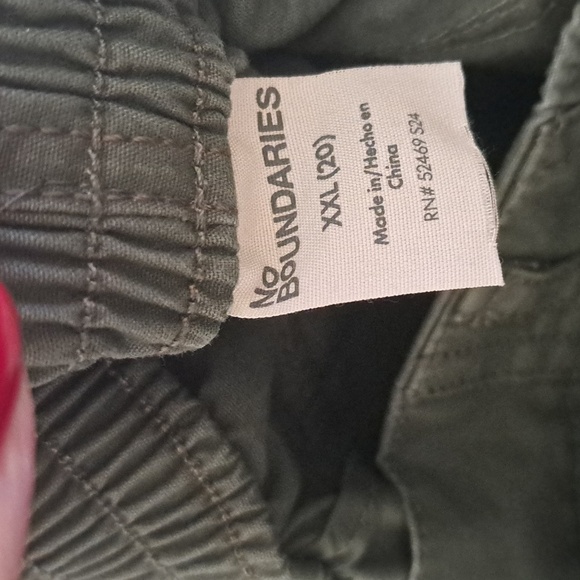 No
BOUNDARIES
XXL (20)
Made in/Hecho en
China
RN# 52469 S24